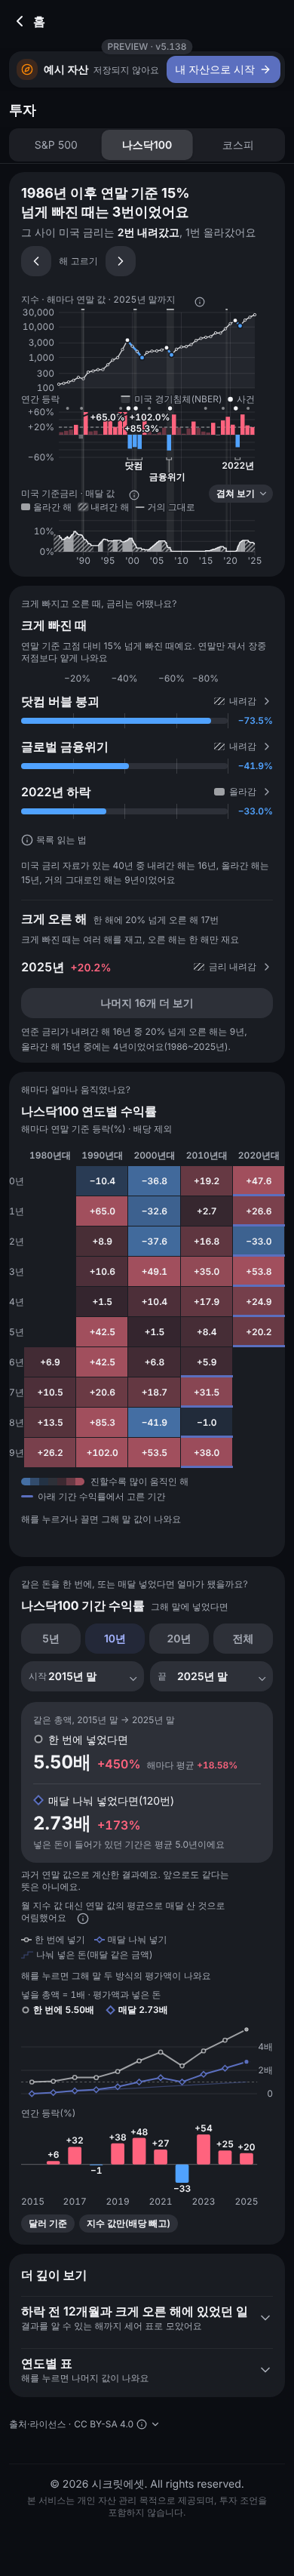 홈
PREVIEW · v5.138
예시 자산 저장되지 않아요 내 자산으로 시작
투자
S&P 500 나스닥100 코스피
1986년 이후 연말 기준 15%
넘게 빠진 때는 3번이었어요
그 사이 미국 금리는 2번 내려갔고, 1번 올라갔어요
해 고르기
지수 · 해마다 연말 값 · 2025년 말까지
30,000
10,000
3,000
1,000
300
100
연간 등락 미국 경기침체(NBER) 사건
+60%
+65.0% +102.0%
+20%
+85.3%
−60%
닷컴 2022년
금융위기
미국 기준금리 · 매달 값 겹쳐 보기
올라간 해 내려간 해 거의 그대로
10%
0%
'90 '95 '00 '05 '10 '15 '20 '25
크게 빠지고 오른 때, 금리는 어땠나요?
크게 빠진 때
연말 기준 고점 대비 15% 넘게 빠진 때예요. 연말만 재서 장중
저점보다 얕게 나와요
−20% −40% −60% −80%
닷컴 버블 붕괴 내려감
−73.5%
글로벌 금융위기 내려감
−41.9%
2022년 하락 올라감
−33.0%
목록 읽는 법
미국 금리 자료가 있는 40년 중 내려간 해는 16년, 올라간 해는
15년, 거의 그대로인 해는 9년이었어요
크게 오른 해 한 해에 20% 넘게 오른 해 17번
크게 빠진 때는 여러 해를 재고, 오른 해는 한 해만 재요
2025년 +20.2% 금리 내려감
나머지 16개 더 보기
연준 금리가 내려간 해 16년 중 20% 넘게 오른 해는 9년,
올라간 해 15년 중에는 4년이었어요(1986~2025년).
해마다 얼마나 움직였나요?
나스닥100 연도별 수익률
해마다 연말 기준 등락(%) · 배당 제외
1980년대 1990년대 2000년대 2010년대 2020년대
0년 −10.4 −36.8 +19.2 +47.6
1년 +65.0 −32.6 +2.7 +26.6
2년 +8.9 −37.6 +16.8 −33.0
3년 +10.6 +49.1 +35.0 +53.8
4년 +1.5 +10.4 +17.9 +24.9
5년 +42.5 +1.5 +8.4 +20.2
6년 +6.9 +42.5 +6.8 +5.9
7년 +10.5 +20.6 +18.7 +31.5
8년 +13.5 +85.3 −41.9 −1.0
9년 +26.2 +102.0 +53.5 +38.0
진할수록 많이 움직인 해
아래 기간 수익률에서 고른 기간
해를 누르거나 끌면 그해 말 값이 나와요
같은 돈을 한 번에, 또는 매월 넣었다면 얼마가 됐을까요?
나스닥100 기간 수익률 그해 말에 넣었다면
5년 10년 20년 전체
시작 2015년 말 끝 2025년 말
같은 총액, 2015년 말 → 2025년 말
한 번에 넣었다면
5.50배 +450% 해마다 평균 +18.58%
매달 나눠 넣었다면(120번)
2.73배 +173%
넣은 돈이 들어가 있던 기간은 평균 5.0년이에요
과거 연말 값으로 계산한 결과예요. 앞으로도 같다는
뜻은 아니에요.
월 지수 값 대신 연말 값의 평균으로 매달 산 것으로
어림했어요
한 번에 넣기 매달 나눠 넣기
나눠 넣은 돈(매달 같은 금액)
해를 누르면 그해 말 두 방식의 평가액이 나와요
넣을 총액 = 1배 · 평가액과 넣은 돈
한 번에 5.50배 매달 2.73배
4배
2배
0
연간 등락(%)
+6 +32 −1 +38 +48 +27 −33 +54 +25 +20
2015 2017 2019 2021 2023 2025
달러 기준 지수 값만(배당 빼고)
더 깊이 보기
하락 전 12개월과 크게 오른 해에 있었던 일
결과를 알 수 있는 해까지 세어 표로 모았어요
연도별 표
해를 누르면 나머지 값이 나와요
출처·라이선스 · CC BY-SA 4.0
© 2026 시크릿에셋. All rights reserved.
본 서비스는 개인 자산 관리 목적으로 제공되며, 투자 조언을
포함하지 않습니다.